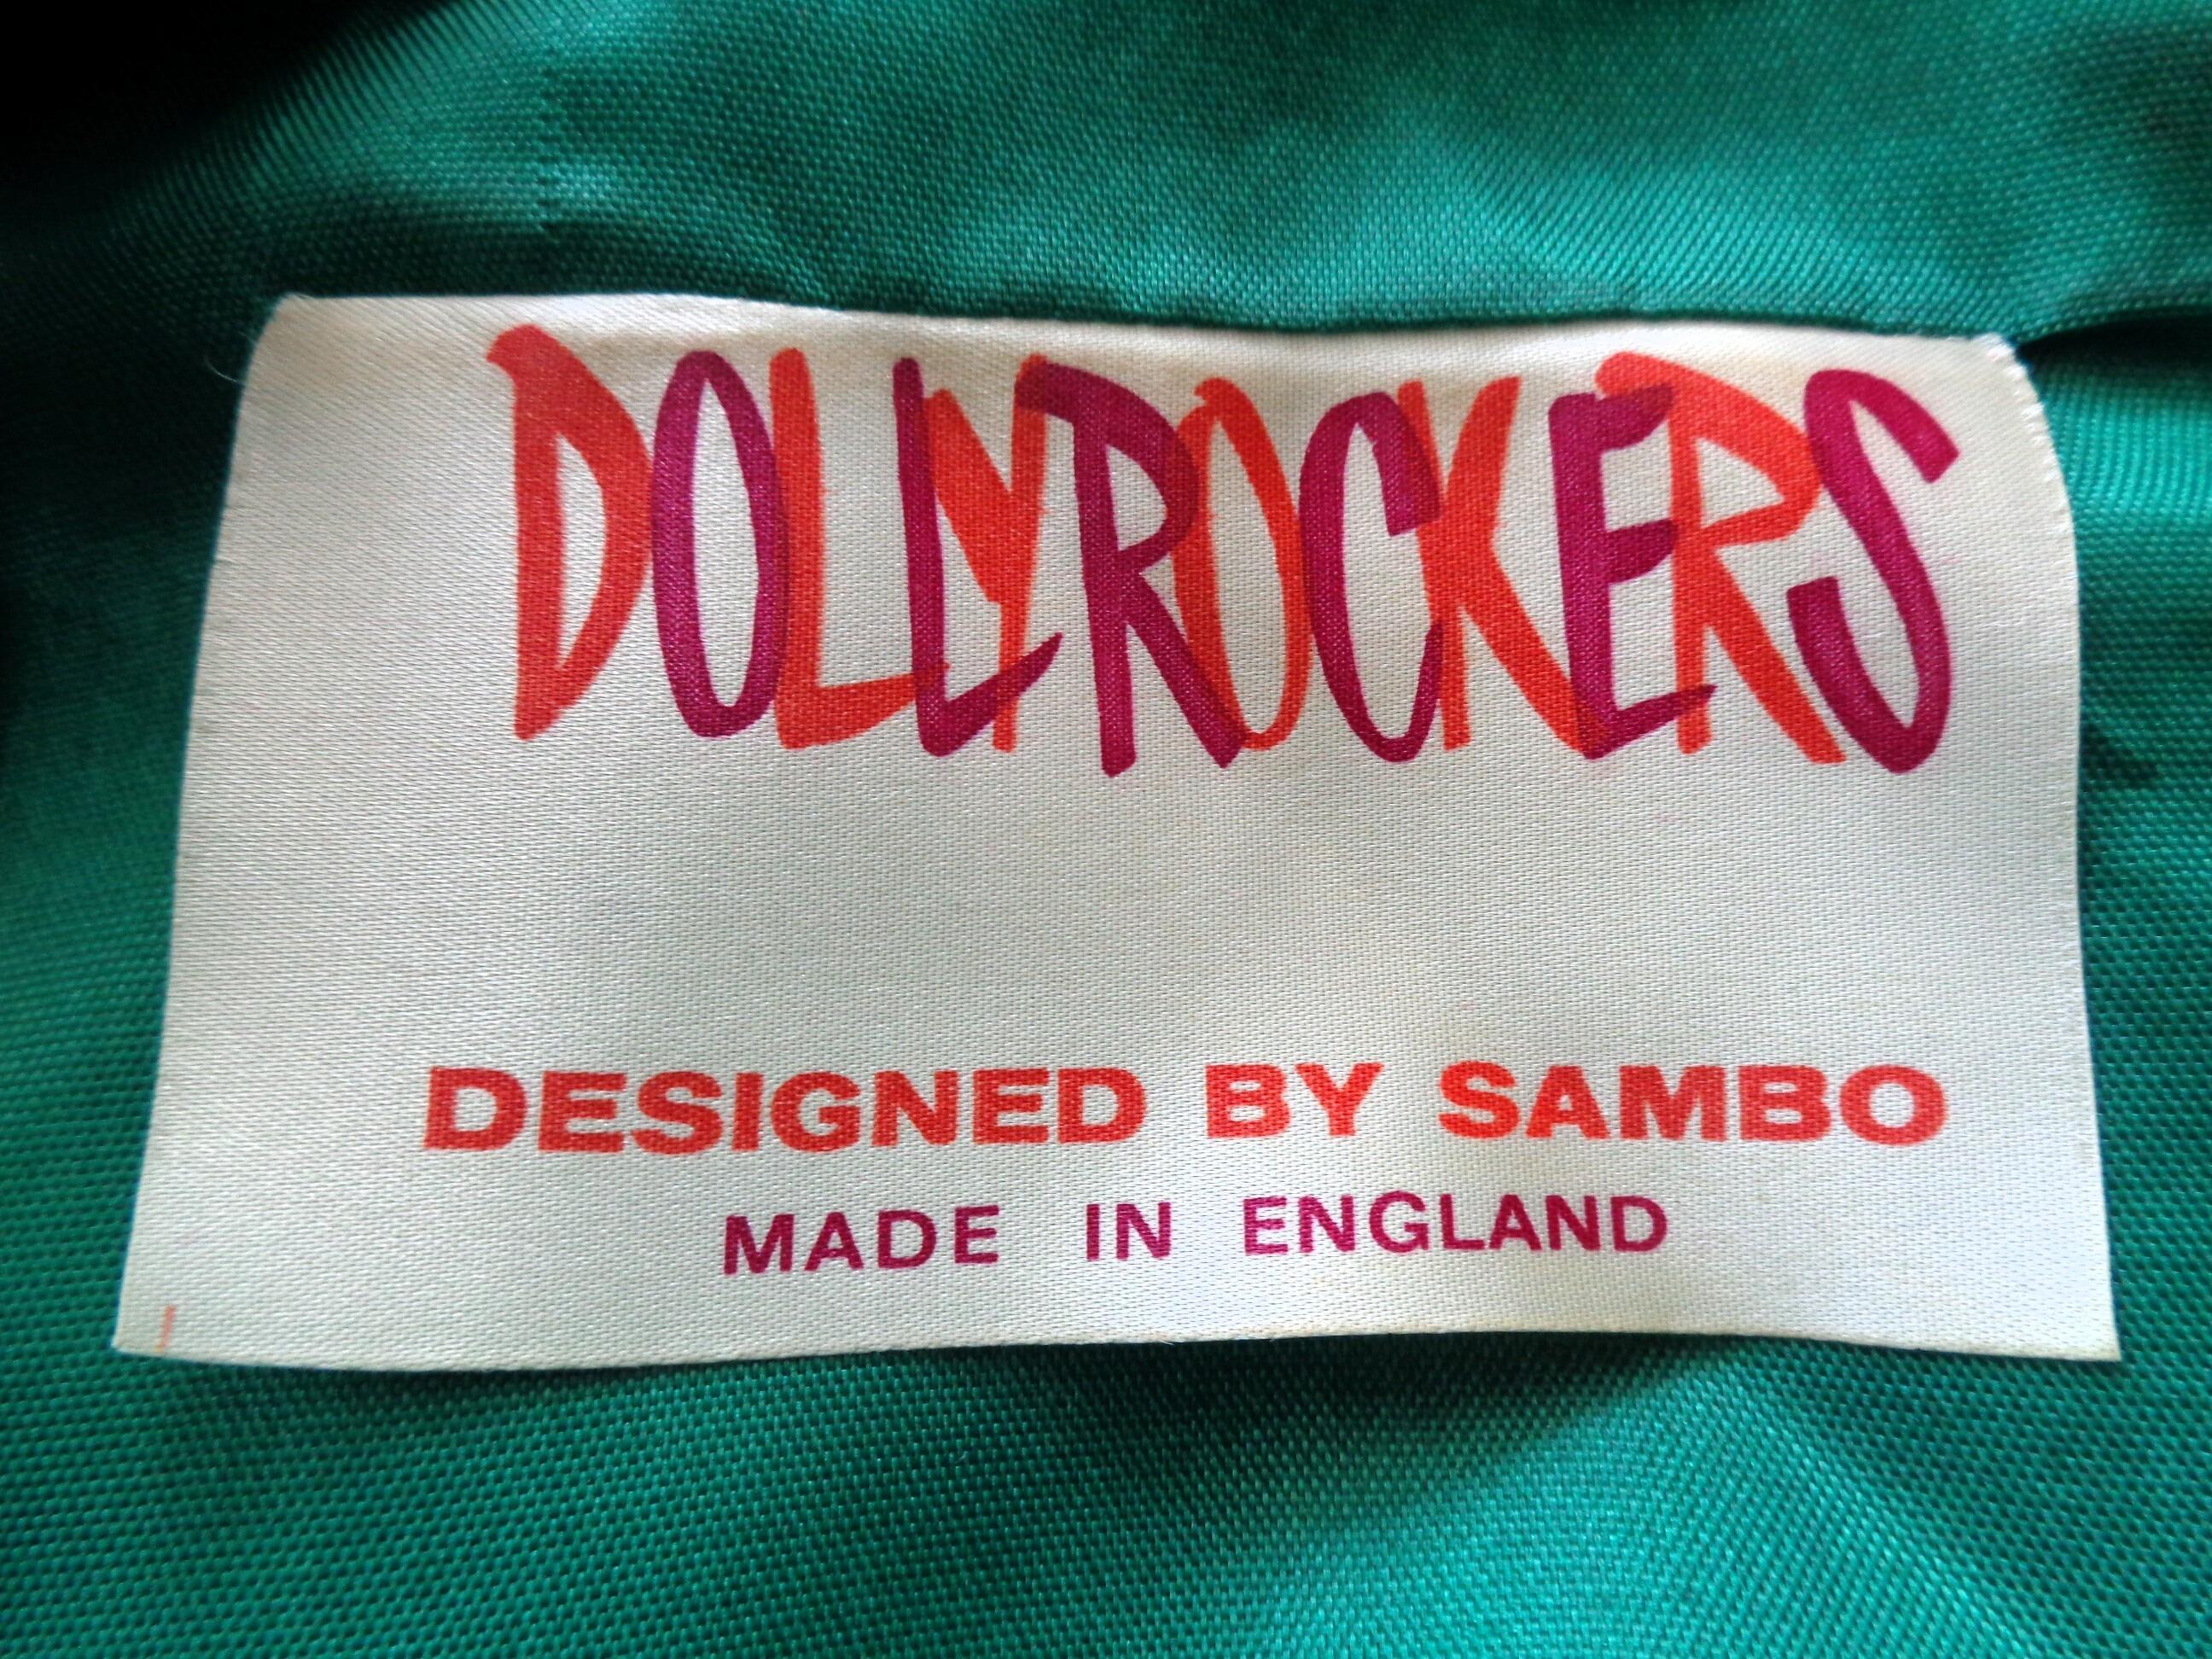 DOLLYROCKERS
DESIGNED BY SAMBO
MADE IN ENGLAND